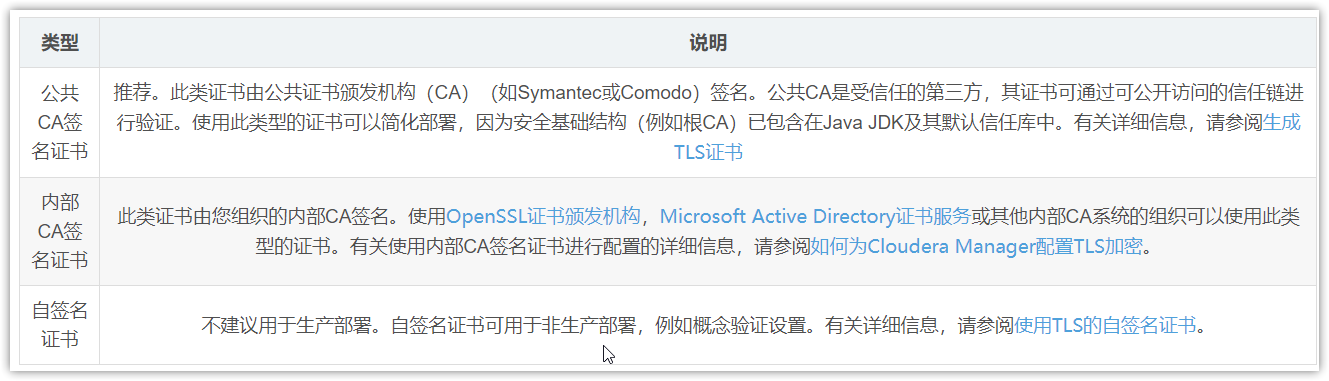 类型
说明
公共
CA签
名证书
推荐。此类证书由公共证书颁发机构（CA）（如Symantec或Comodo）签名。公共CA是受信任的第三方，其证书可通过可公开访问的信任链进
行验证。使用此类型的证书可以简化部署，因为安全基础结构（例如根CA）已包含在Java JDK及其默认信任库中。有关详细信息，请参阅生成
TLS证书
内部
CA签
名证书
此类证书由您组织的内部CA签名。使用OpenSSL证书颁发机构，Microsoft Active Directory证书服务或其他内部CA系统的组织可以使用此类
型的证书。有关使用内部CA签名证书进行配置的详细信息，请参阅如何为Cloudera Manager配置TLS加密。
自签名
证书
不建议用于生产部署。自签名证书可用于非生产部署，例如概念验证设置。有关详细信息，请参阅使用TLS的自签名证书。